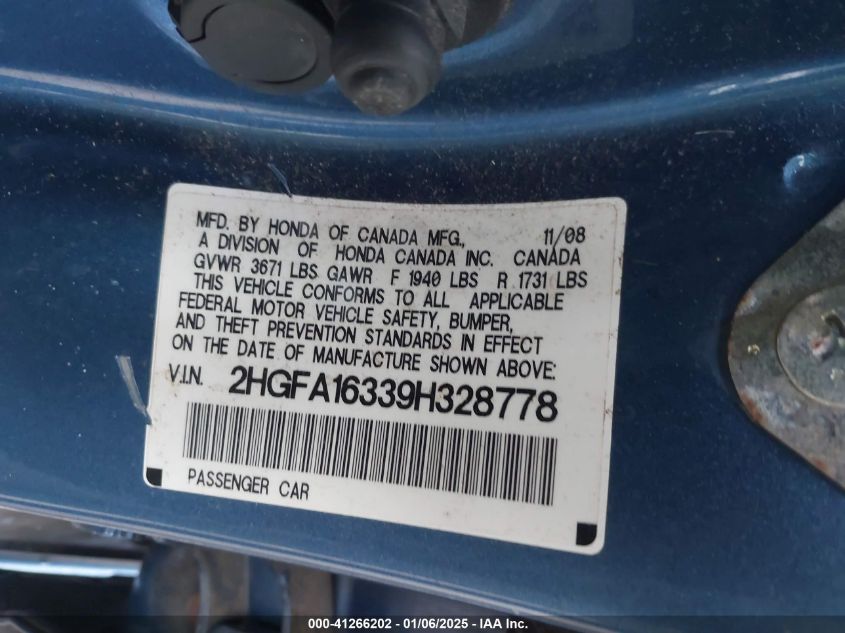 MFD. BY HONDA OF CANADA MFG., 11/08
A DIVISION OF HONDA CANADA INC. CANADA
GVWR 3671 LBS GAWR F 1940 LBS R 1731 LBS
THIS VEHICLE CONFORMS TO ALL APPLICABLE
FEDERAL MOTOR VEHICLE SAFETY, BUMPER,
AND THEFT PREVENTION STANDARDS IN EFFECT
ON THE DATE OF MANUFACTURE SHOWN ABOVE:
V.I.N. 2HGFA16339H328778
PASSENGER CAR
000-41266202 - 01/06/2025 - IAA Inc.